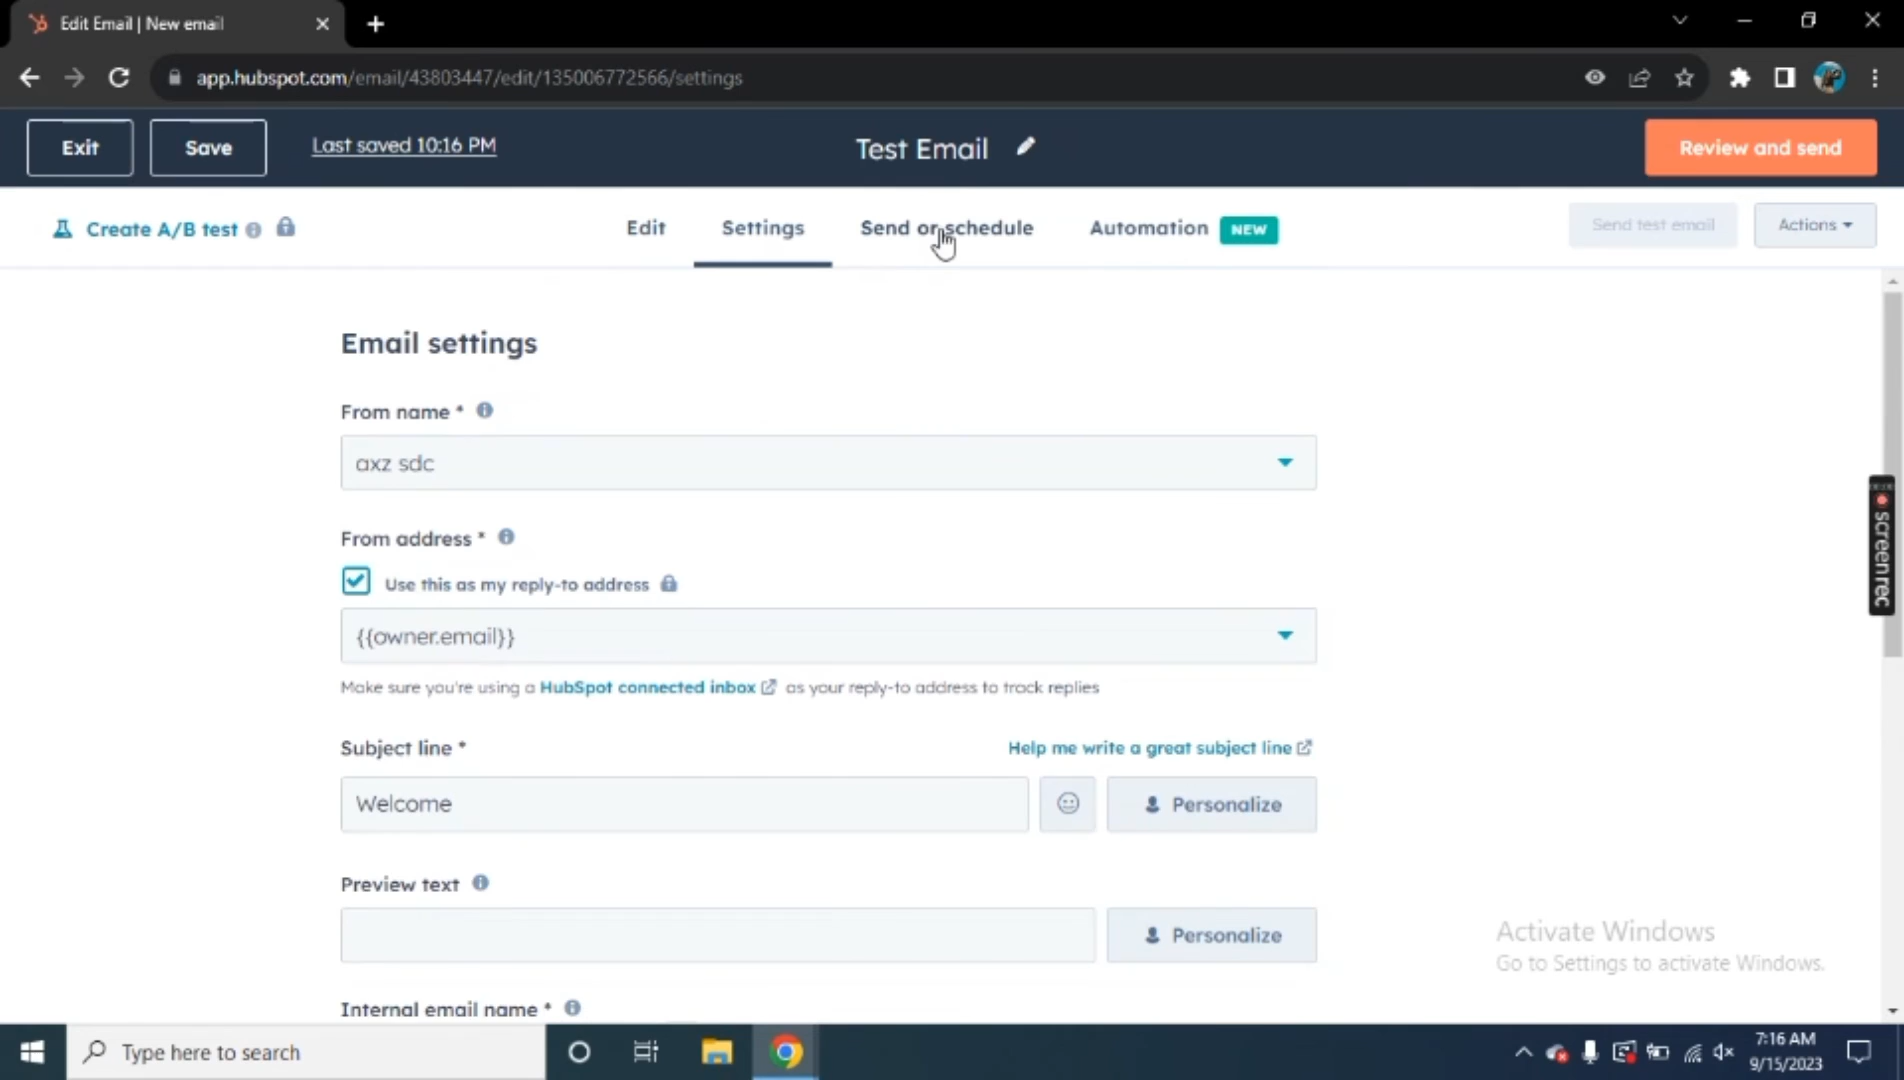 Edit Email | New email
app.hubspot.com/email/43803447/edit/135006772566/settings
Exit
Save
Last saved 10:16 PM
Test Email
Review and send
Create A/B test
Edit
Settings
Send or schedule
Automation NEW
Send test email
Actions
Email settings
From name *
axz sdc
From address *
Use this as my reply-to address
{{owner.email}}
Make sure you're using a HubSpot connected inbox as your reply-to address to track replies
Subject line *
Help me write a great subject line
Welcome
Personalize
Preview text
Personalize
Internal email name *
screenrec
Activate Windows
Go to Settings to activate Windows.
Type here to search
7:16 AM
9/15/2023